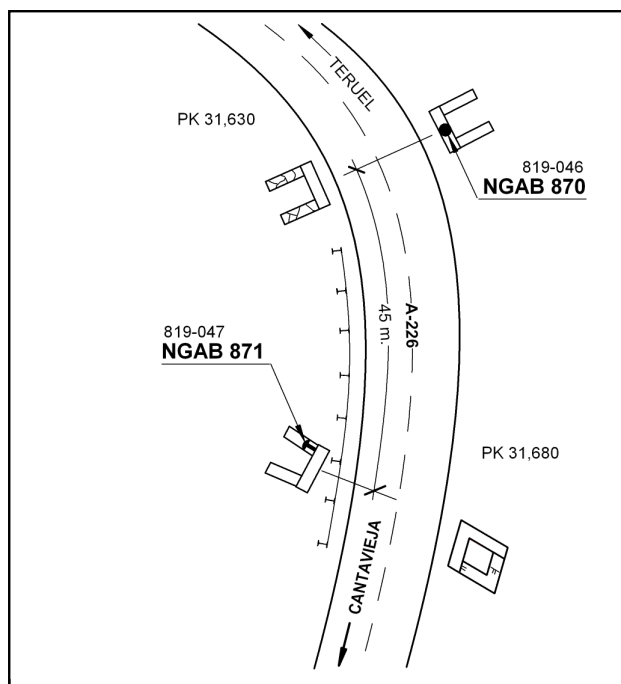 TERUEL
PK 31,630
819-046
NGAB 870
A-226
45 m.
819-047
NGAB 871
PK 31,680
CANTAVIEJA